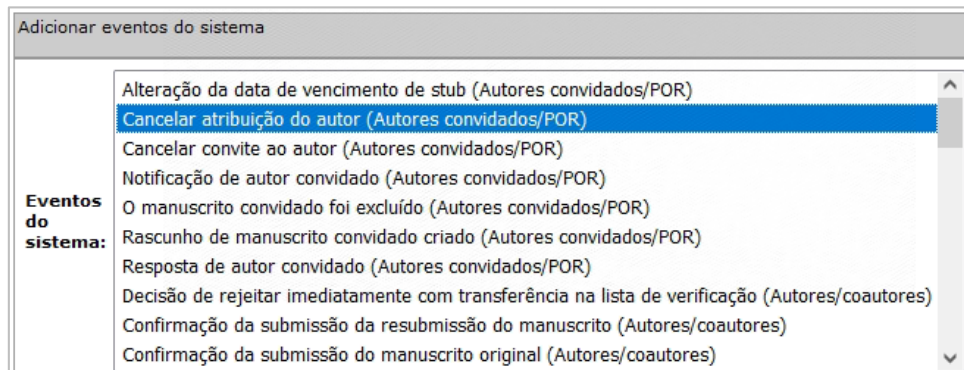 Adicionar eventos do sistema
Eventos
do
sistema:
Alteração da data de vencimento de stub (Autores convidados/POR)
Cancelar atribuição do autor (Autores convidados/POR)
Cancelar convite ao autor (Autores convidados/POR)
Notificação de autor convidado (Autores convidados/POR)
O manuscrito convidado foi excluído (Autores convidados/POR)
Rascunho de manuscrito convidado criado (Autores convidados/POR)
Resposta de autor convidado (Autores convidados/POR)
Decisão de rejeitar imediatamente com transferência na lista de verificação (Autores/coautores)
Confirmação da submissão da resubmissão do manuscrito (Autores/coautores)
Confirmação da submissão do manuscrito original (Autores/coautores)